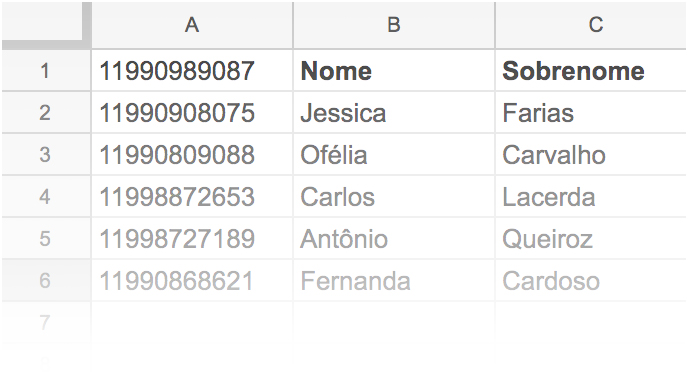 A B C
1 11990989087 Nome Sobrenome
2 11990908075 Jessica Farias
3 11990809088 Ofélia Carvalho
4 11998872653 Carlos Lacerda
5 11998727189 Antônio Queiroz
6 11990868621 Fernanda Cardoso
7